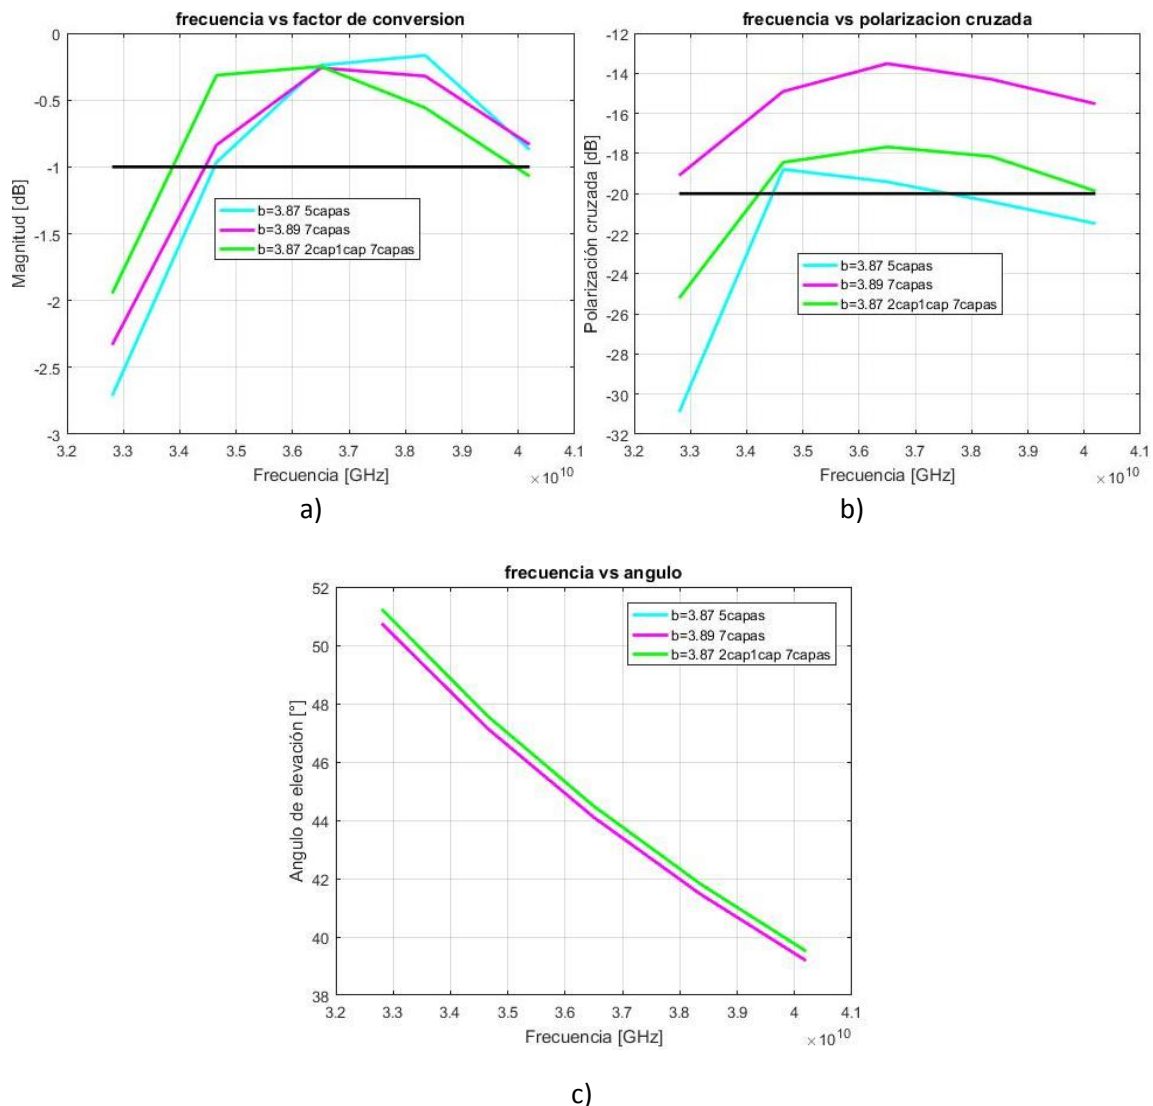 frecuencia vs factor de conversion
0
-0.5
-1
-1.5
-2
-2.5
-3
Magnitud [dB]
b=3.87 5capas
b=3.89 7capas
b=3.87 2cap1cap 7capas
3.2 3.3 3.4 3.5 3.6 3.7 3.8 3.9 4 4.1
Frecuencia [GHz]
×10^10
a)
frecuencia vs polarizacion cruzada
-12
-14
-16
-18
-20
-22
-24
-26
-28
-30
-32
Polarización cruzada [dB]
b=3.87 5capas
b=3.89 7capas
b=3.87 2cap1cap 7capas
3.2 3.3 3.4 3.5 3.6 3.7 3.8 3.9 4 4.1
Frecuencia [GHz]
×10^10
b)
frecuencia vs angulo
52
50
48
46
44
42
40
38
Angulo de elevación [°]
b=3.87 5capas
b=3.89 7capas
b=3.87 2cap1cap 7capas
3.2 3.3 3.4 3.5 3.6 3.7 3.8 3.9 4 4.1
Frecuencia [GHz]
×10^10
c)